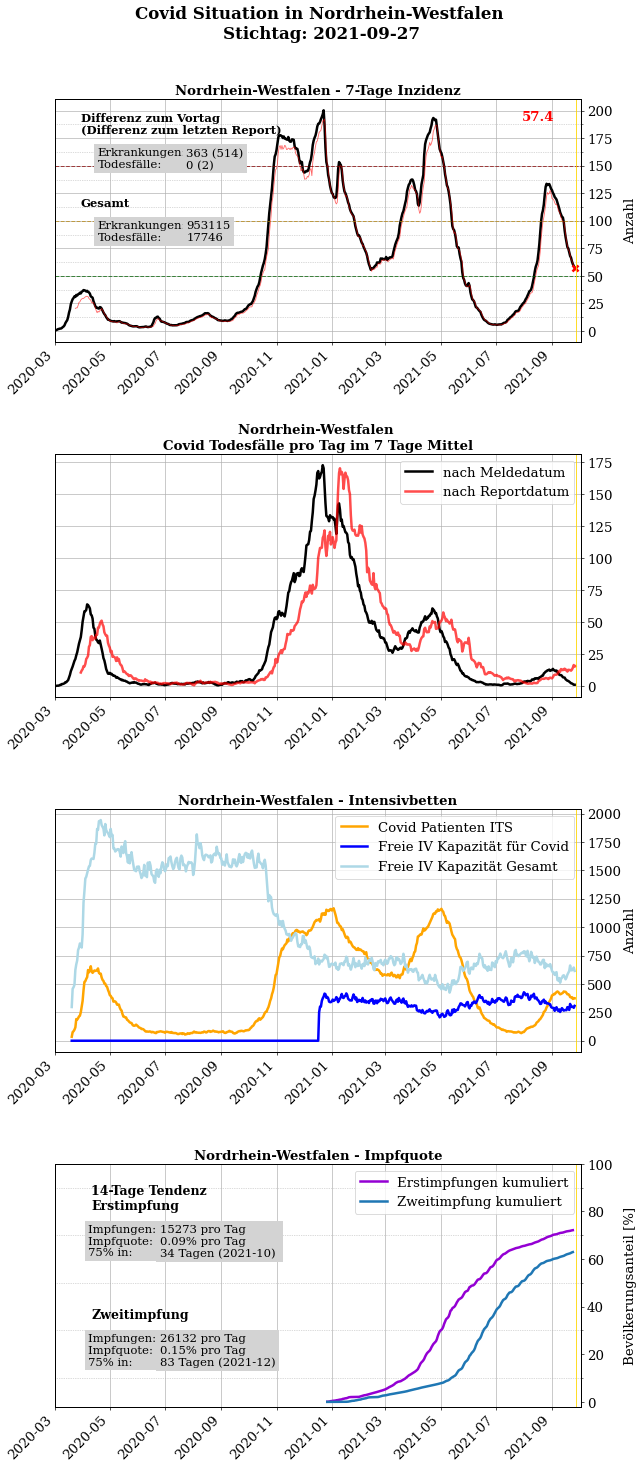 Covid Situation in Nordrhein-Westfalen
Stichtag: 2021-09-27
Nordrhein-Westfalen - 7-Tage Inzidenz
Differenz zum Vortag
(Differenz zum letzten Report)
57.4
Erkrankungen 363 (514)
Todesfälle: 0 (2)
Gesamt
Erkrankungen 953115
Todesfälle: 17746
200
175
150
125
100
75
50
25
0
Anzahl
2020-03
2020-05
2020-07
2020-09
2020-11
2021-01
2021-03
2021-05
2021-07
2021-09
Nordrhein-Westfalen
Covid Todesfälle pro Tag im 7 Tage Mittel
nach Meldedatum
nach Reportdatum
175
150
125
100
75
50
25
0
2020-03
2020-05
2020-07
2020-09
2020-11
2021-01
2021-03
2021-05
2021-07
2021-09
Nordrhein-Westfalen - Intensivbetten
Covid Patienten ITS
Freie IV Kapazität für Covid
Freie IV Kapazität Gesamt
2000
1750
1500
1250
1000
750
500
250
0
Anzahl
2020-03
2020-05
2020-07
2020-09
2020-11
2021-01
2021-03
2021-05
2021-07
2021-09
Nordrhein-Westfalen - Impfquote
14-Tage Tendenz
Erstimpfung
Impfungen: 15273 pro Tag
Impfquote: 0.09% pro Tag
75% in: 34 Tagen (2021-10)
Zweitimpfung
Impfungen: 26132 pro Tag
Impfquote: 0.15% pro Tag
75% in: 83 Tagen (2021-12)
Erstimpfungen kumuliert
Zweitimpfung kumuliert
100
80
60
40
20
0
Bevölkerungsanteil [%]
2020-03
2020-05
2020-07
2020-09
2020-11
2021-01
2021-03
2021-05
2021-07
2021-09